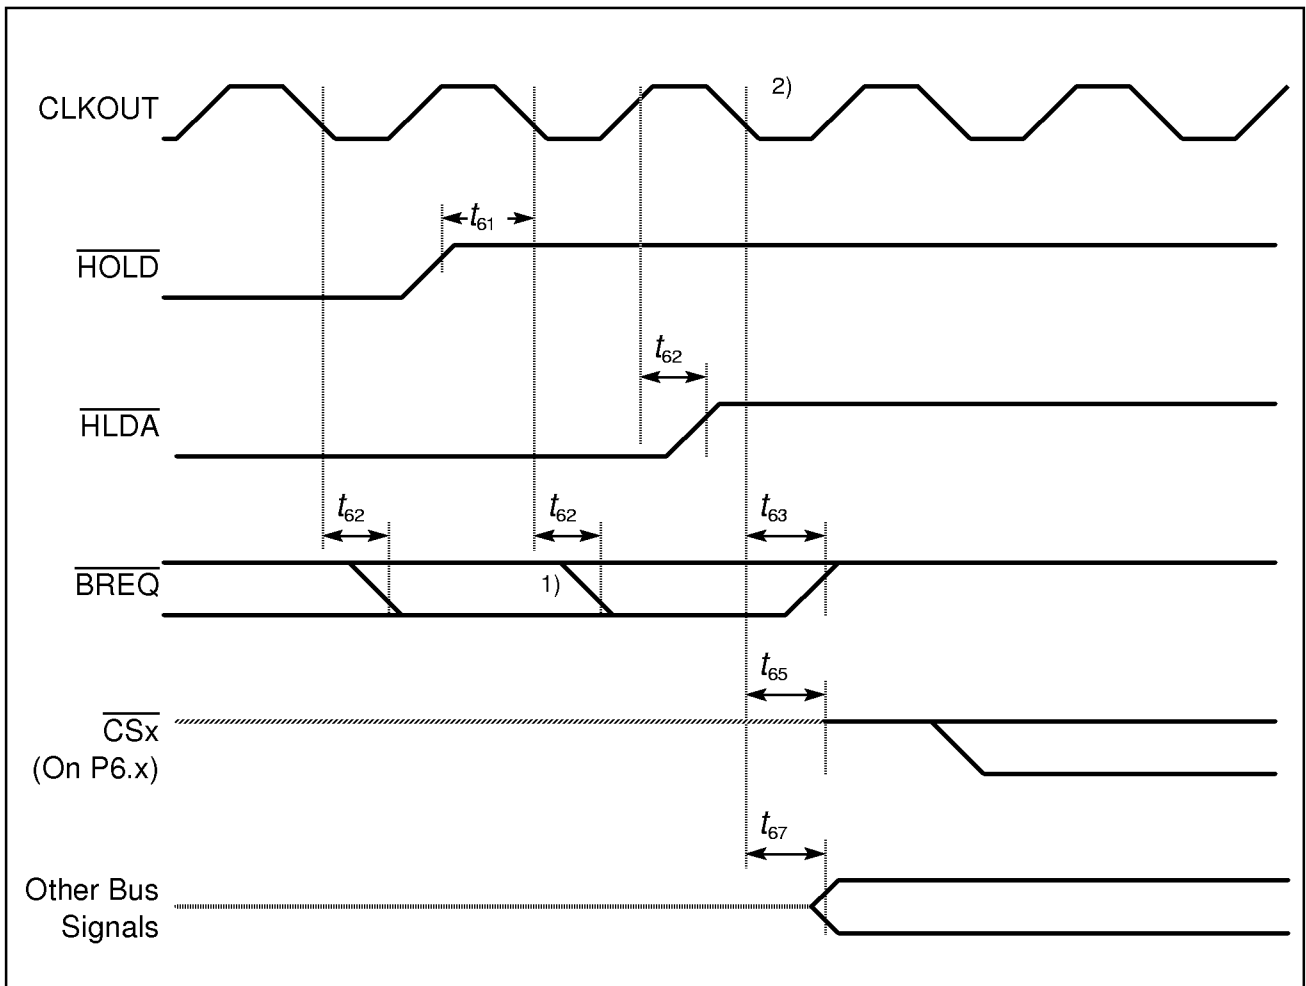 CLKOUT
2)
t61
HOLD
t62
HLDA
t62
t62
t63
BREQ
1)
t65
CSx
(On P6.x)
t67
Other Bus
Signals